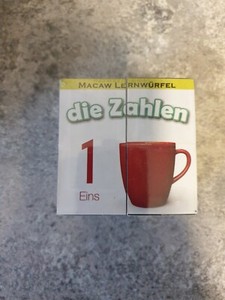 MACAW LERNWÜRFEL
die Zahlen
1
Eins